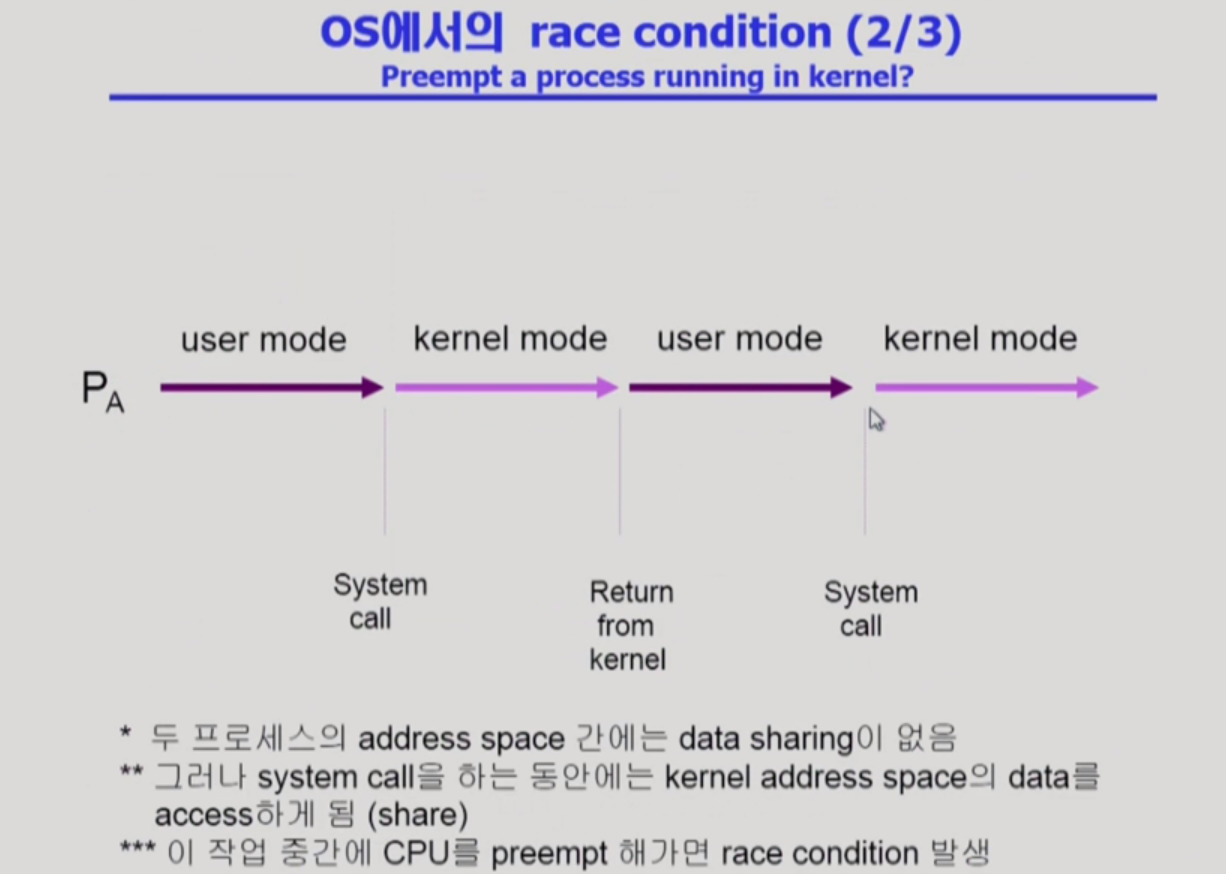 OS에서의 race condition (2/3)
Preempt a process running in kernel?
user mode kernel mode user mode kernel mode
PA
System call
Return from kernel
System call
* 두 프로세스의 address space 간에는 data sharing이 없음
** 그러나 system call을 하는 동안에는 kernel address space의 data를
access하게 됨 (share)
*** 이 작업 중간에 CPU를 preempt 해가면 race condition 발생